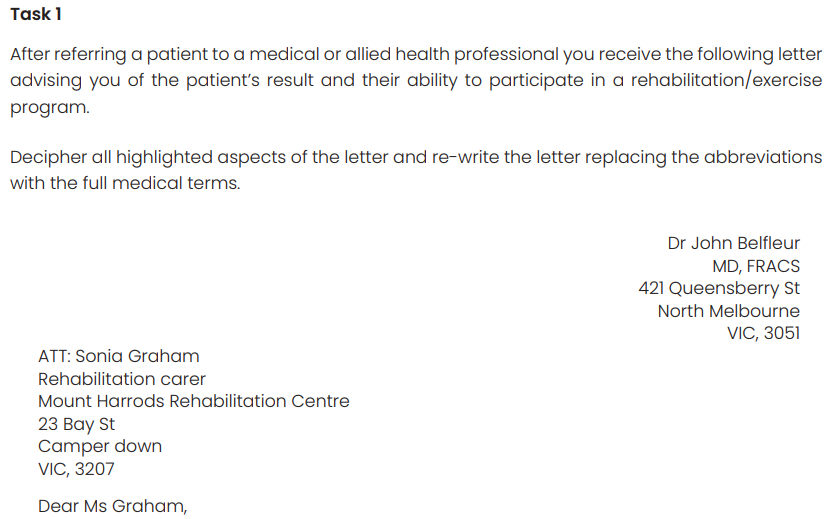 Task 1
After referring a patient to a medical or allied health professional you receive the following letter
advising you of the patient's result and their ability to participate in a rehabilitation/exercise
program.
Decipher all highlighted aspects of the letter and re-write the letter replacing the abbreviations
with the full medical terms.
Dr John Belfleur
MD, FRACS
421 Queensberry St
North Melbourne
VIC, 3051
ATT: Sonia Graham
Rehabilitation carer
Mount Harrods Rehabilitation Centre
23 Bay St
Camper down
VIC, 3207
Dear Ms Graham,